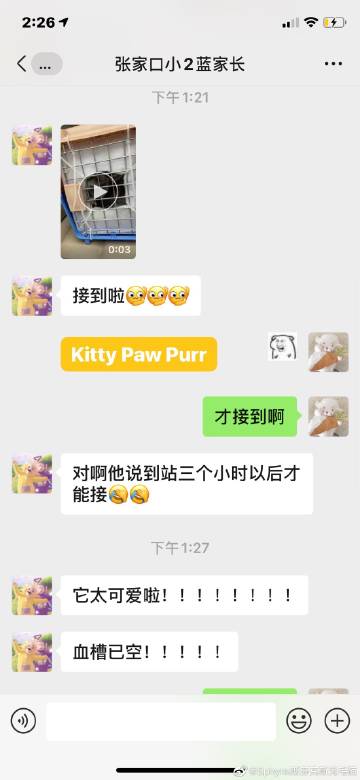 2:26
...
张家口小2蓝家长
下午 1:21
0:03
接到啦
Kitty Paw Purr
才接到啊
对啊他说到站三个小时以后才
能接
下午 1:27
它太可爱啦！！！！！！！！
血槽已空！！！！！